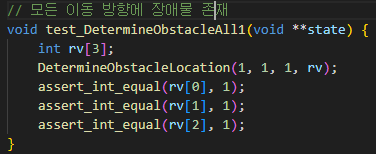 // 모든 이동 방향에 장애물 존재
void test_DetermineObstacleAll1(void **state) {
    int rv[3];
    DetermineObstacleLocation(1, 1, 1, rv);
    assert_int_equal(rv[0], 1);
    assert_int_equal(rv[1], 1);
    assert_int_equal(rv[2], 1);
}